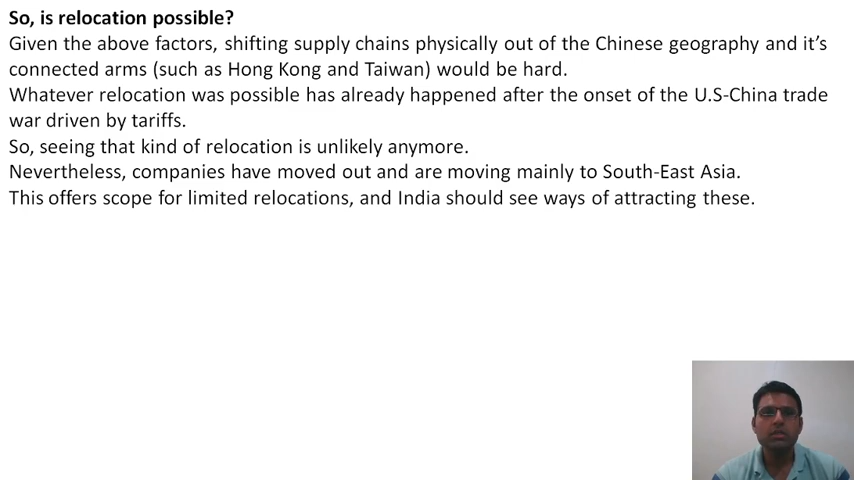 So, is relocation possible?
Given the above factors, shifting supply chains physically out of the Chinese geography and it's
connected arms (such as Hong Kong and Taiwan) would be hard.
Whatever relocation was possible has already happened after the onset of the U.S-China trade
war driven by tariffs.
So, seeing that kind of relocation is unlikely anymore.
Nevertheless, companies have moved out and are moving mainly to South-East Asia.
This offers scope for limited relocations, and India should see ways of attracting these.